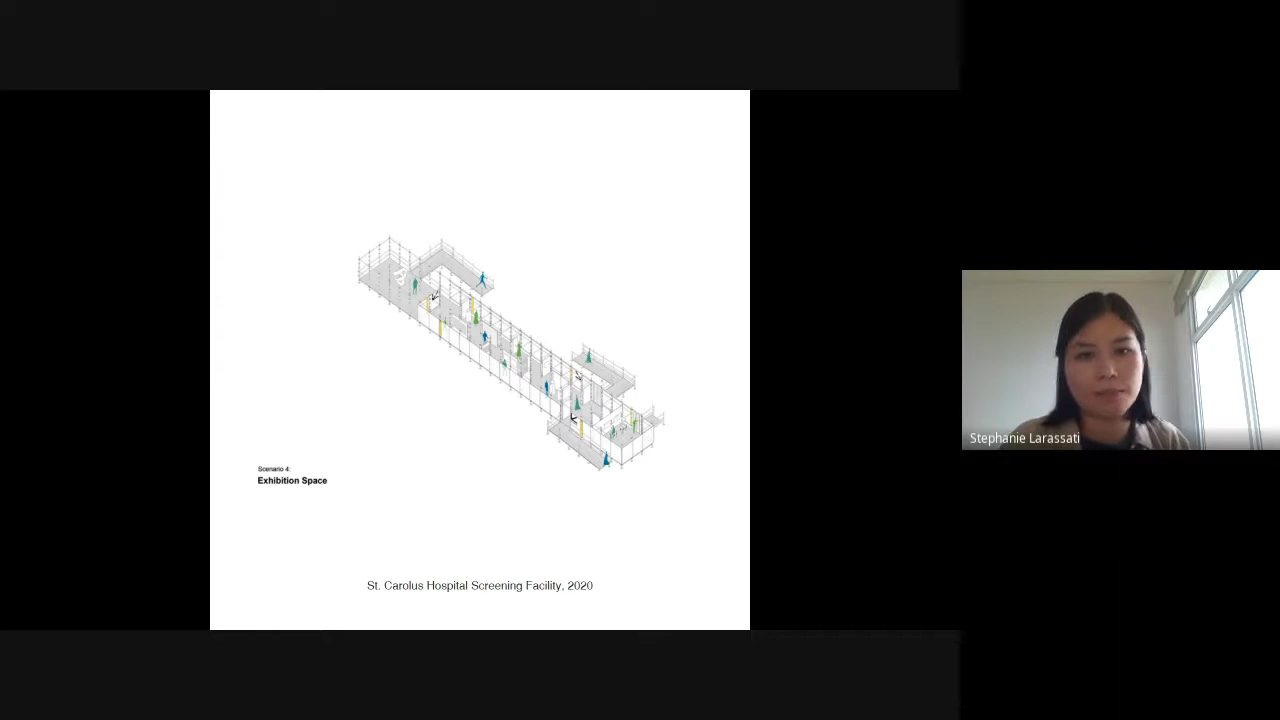 Scenario 4:
Exhibition Space
St. Carolus Hospital Screening Facility, 2020
Stephanie Larassati